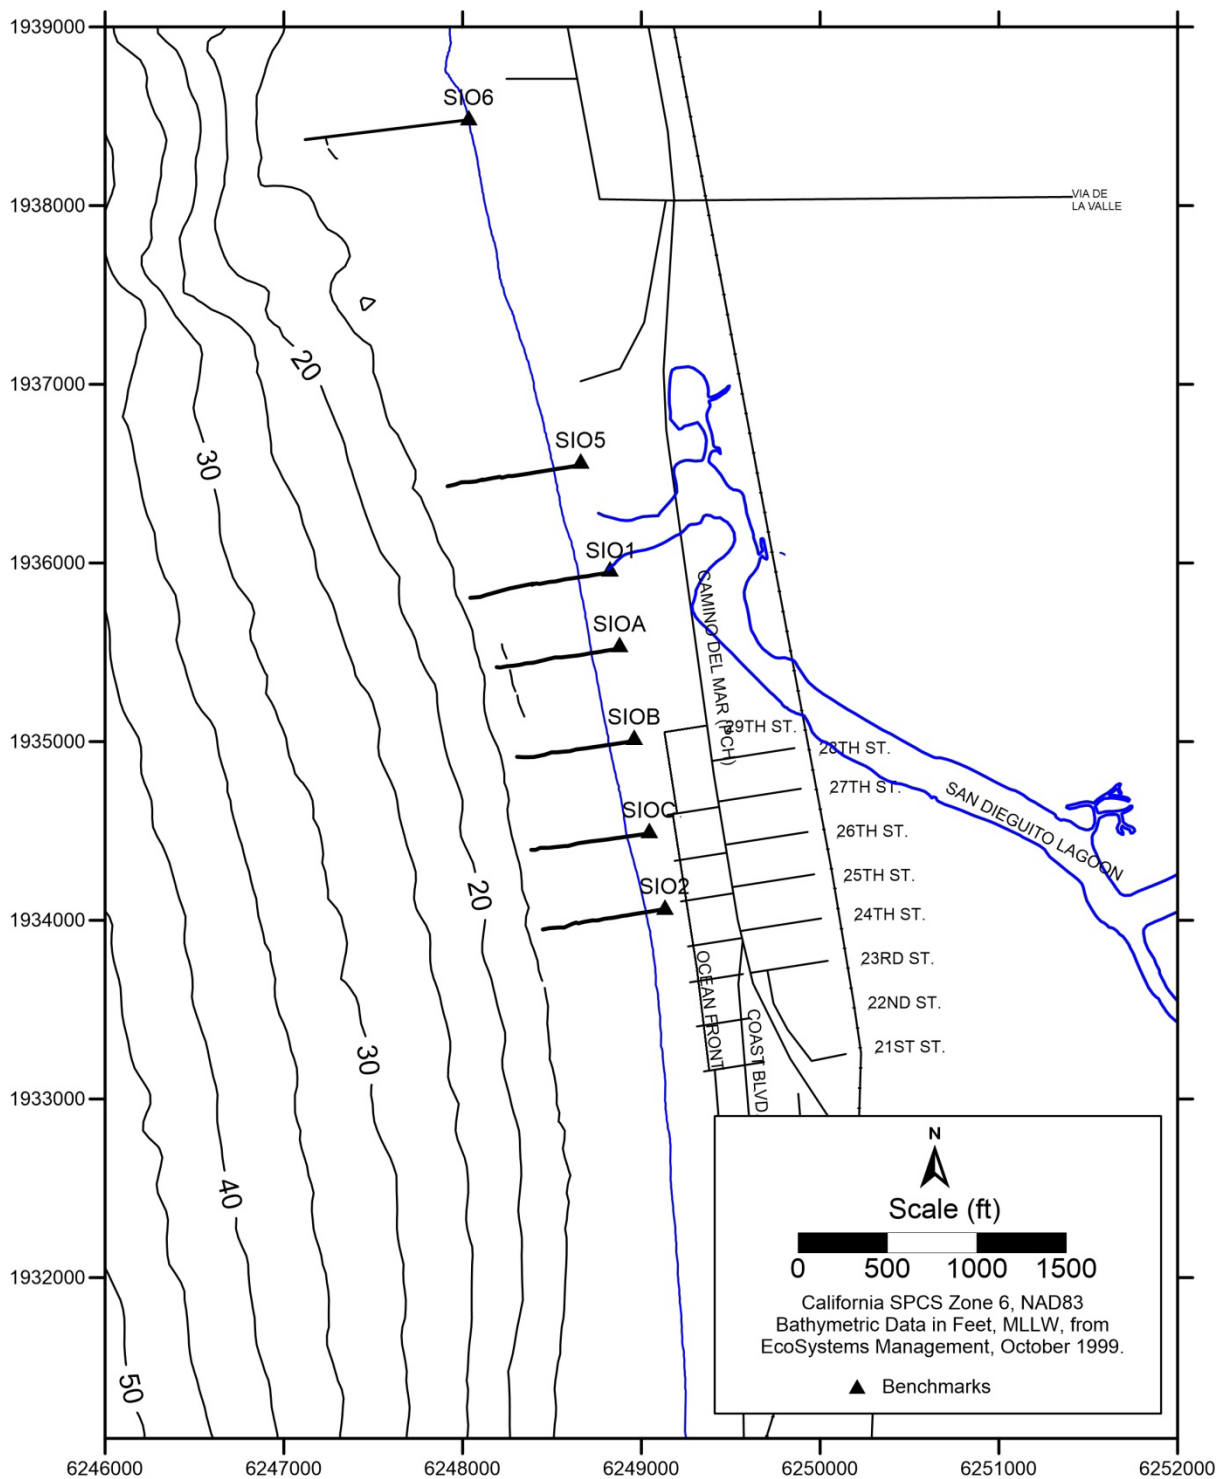 1939000
SIO6
1938000
VIA DE
LA VALLE
20
1937000
SIO5
30
SIO1
1936000
SIOA
CAMINO DEL MAR (PCH)
SIOB
29TH ST.
1935000
28TH ST.
27TH ST.
SAN DIEGUITO LAGOON
SIOC
26TH ST.
25TH ST.
20
SIO2
24TH ST.
1934000
23RD ST.
OCEAN FRONT
22ND ST.
COAST BLVD.
21ST ST.
30
1933000
N
40
Scale (ft)
0 500 1000 1500
1932000
California SPCS Zone 6, NAD83
Bathymetric Data in Feet, MLLW, from
EcoSystems Management, October 1999.
50
Benchmarks
6246000 6247000 6248000 6249000 6250000 6251000 6252000